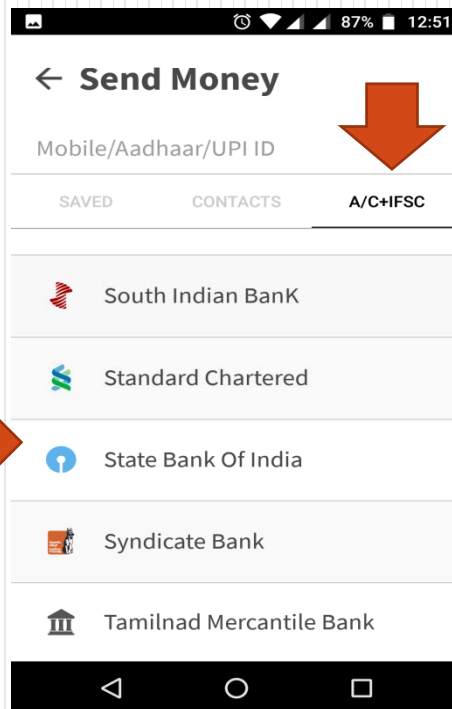 87% 12:51
Send Money
Mobile/Aadhaar/UPI ID
SAVED CONTACTS A/C+IFSC
South Indian BanK
Standard Chartered
State Bank Of India
Syndicate Bank
Tamilnad Mercantile Bank